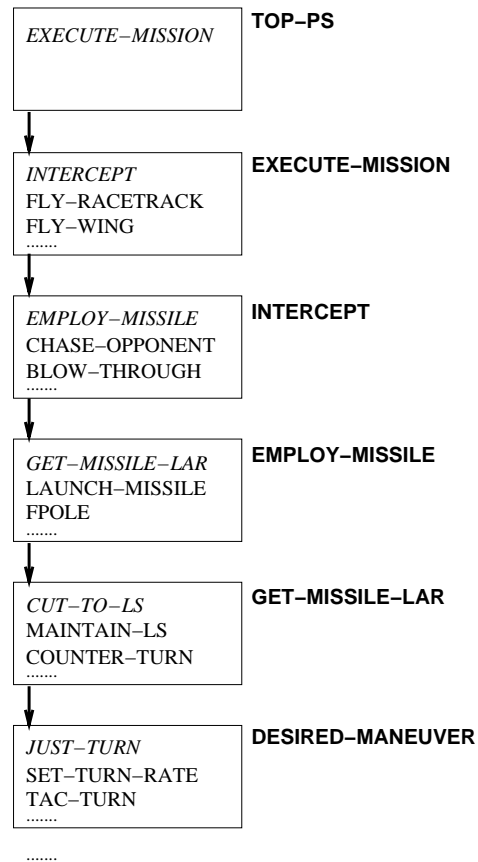 EXECUTE−MISSION
TOP−PS
INTERCEPT
FLY−RACETRACK
FLY−WING
.......
EXECUTE−MISSION
EMPLOY−MISSILE
CHASE−OPPONENT
BLOW−THROUGH
.......
INTERCEPT
GET−MISSILE−LAR
LAUNCH−MISSILE
FPOLE
.......
EMPLOY−MISSILE
CUT−TO−LS
MAINTAIN−LS
COUNTER−TURN
.......
GET−MISSILE−LAR
JUST−TURN
SET−TURN−RATE
TAC−TURN
.......
DESIRED−MANEUVER
.......